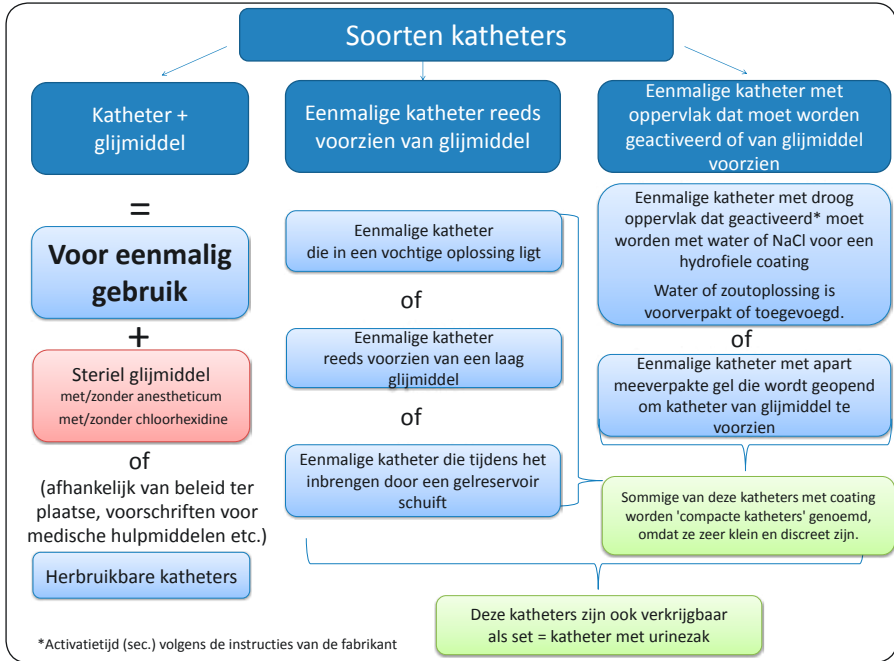 Soorten katheters
Katheter +
glijmiddel
=
Voor eenmalig
gebruik
+
Steriel glijmiddel
met/zonder anestheticum
met/zonder chloorhexidine
of
(afhankelijk van beleid ter
plaatse, voorschriften voor
medische hulpmiddelen etc.)
Herbruikbare katheters
Eenmalige katheter reeds
voorzien van glijmiddel
Eenmalige katheter
die in een vochtige oplossing ligt
of
Eenmalige katheter
reeds voorzien van een laag
glijmiddel
of
Eenmalige katheter die tijdens het
inbrengen door een gelreservoir
schuift
Eenmalige katheter met
oppervlak dat moet worden
geactiveerd of van glijmiddel
voorzien
Eenmalige katheter met droog
oppervlak dat geactiveerd* moet
worden met water of NaCl voor een
hydrofiele coating
Water of zoutoplossing is
voorverpakt of toegevoegd.
of
Eenmalige katheter met apart
meeverpakte gel die wordt geopend
om katheter van glijmiddel te
voorzien
Sommige van deze katheters met coating
worden 'compacte katheters' genoemd,
omdat ze zeer klein en discreet zijn.
Deze katheters zijn ook verkrijgbaar
als set = katheter met urinezak
*Activatietijd (sec.) volgens de instructies van de fabrikant